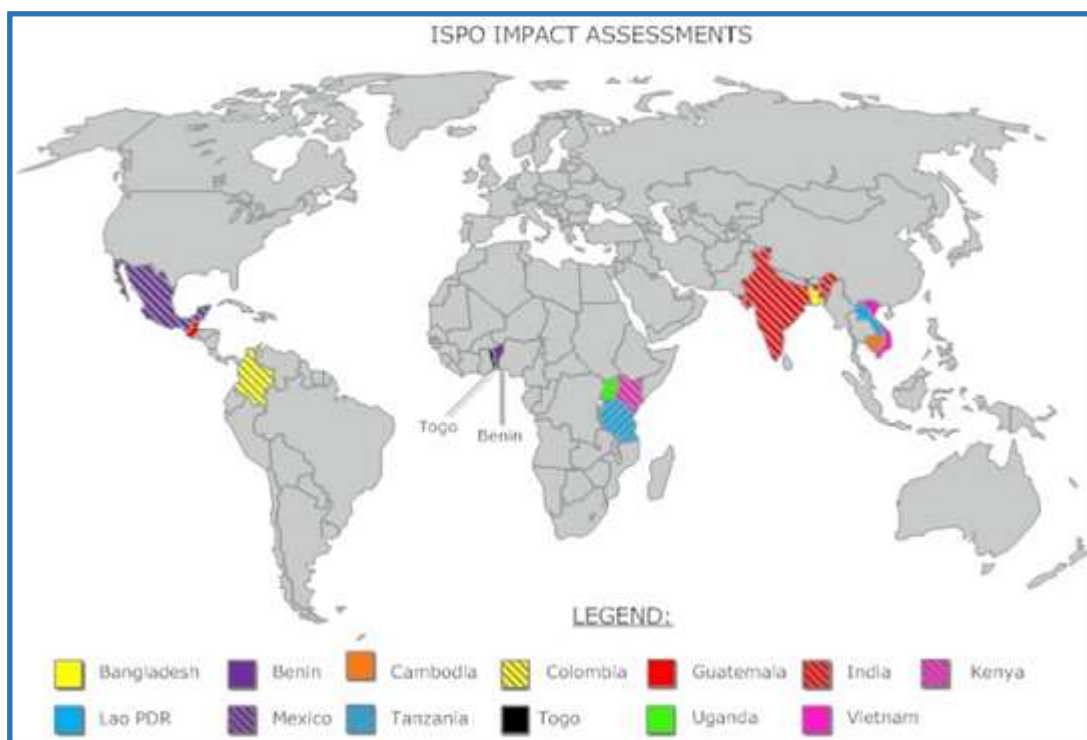 ISPO IMPACT ASSESSMENTS
Togo
Benin
LEGEND:
Bangladesh Benin Cambodia Colombia Guatemala India Kenya
Lao PDR Mexico Tanzania Togo Uganda Vietnam